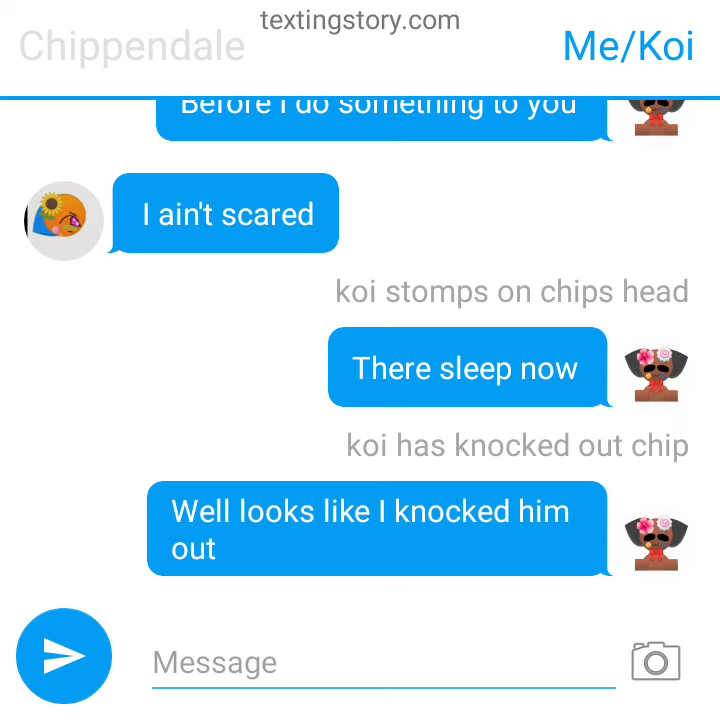 textingstory.com
Chippendale
Me/Koi
Before I do something to you
I ain't scared
koi stomps on chips head
There sleep now
koi has knocked out chip
Well looks like I knocked him
out
Message